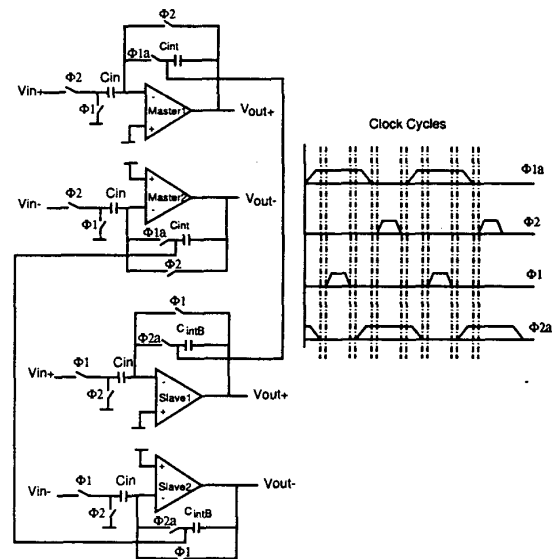 Φ2
Φ1a
Cint
Φ2
Cin
Vin+
Φ1
-
Master1
+
Vout+
Clock Cycles
Φ1a
Φ2
Φ1
Φ2a
+
Master2
-
Vout-
Φ2
Cin
Vin-
Φ1
Φ1a
Cint
Φ2
Φ1
Φ2a
CintB
Φ1
Cin
Vin+
Φ2
-
Slave1
+
Vout+
+
Slave2
-
Vout-
Φ1
Cin
Vin-
Φ2
Φ2a
CintB
Φ1